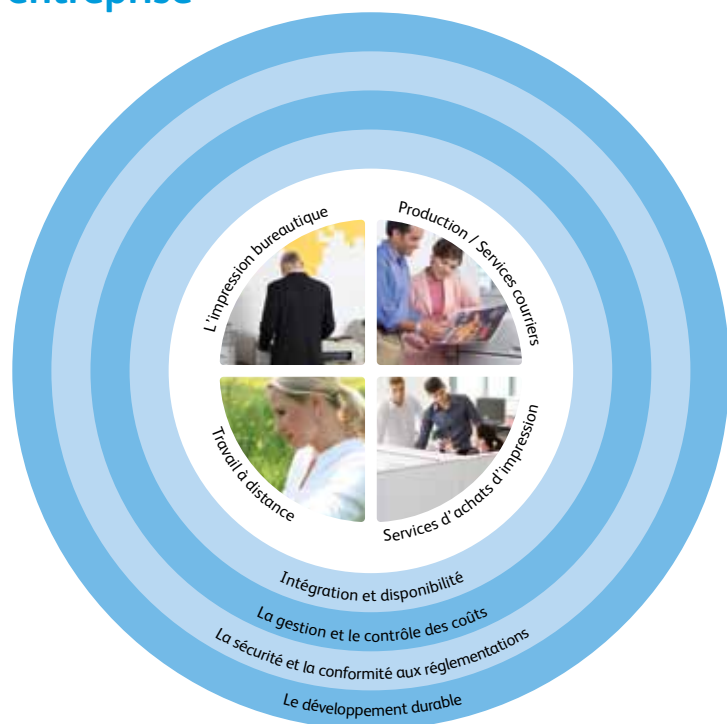 entreprise
L'impression bureautique
Production / Services courriers
Travail à distance
Services d'achats d'impression
Intégration et disponibilité
La gestion et le contrôle des coûts
La sécurité et la conformité aux réglementations
Le développement durable